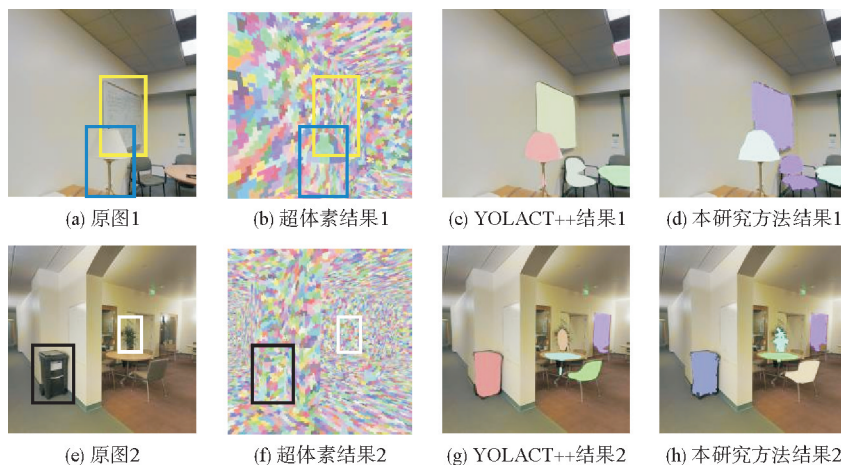 (a) 原图1
(b) 超体素结果1
(c) YOLACT++结果1
(d) 本研究方法结果1
(e) 原图2
(f) 超体素结果2
(g) YOLACT++结果2
(h) 本研究方法结果2